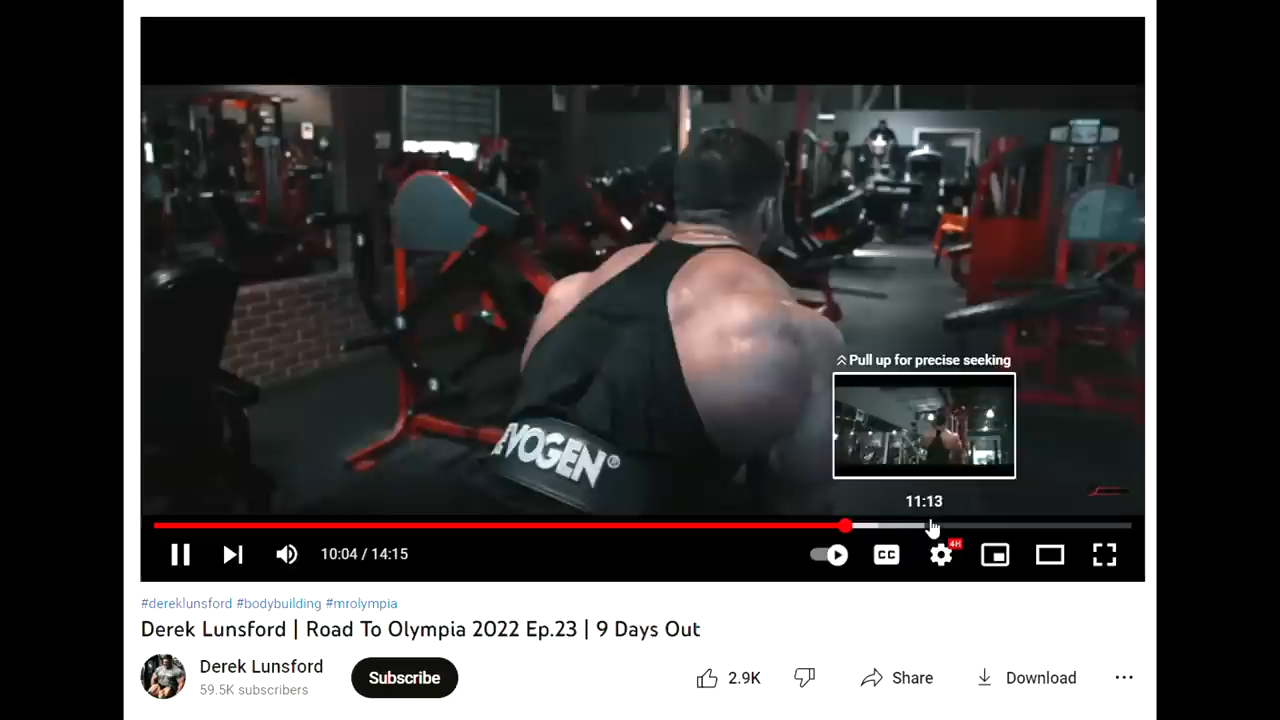 Pull up for precise seeking
EVOGEN®
11:13
10:04 / 14:15
CC
4K
#dereklunsford #bodybuilding #mrolympia
Derek Lunsford | Road To Olympia 2022 Ep.23 | 9 Days Out
Derek Lunsford
59.5K subscribers
Subscribe
2.9K
Share
Download